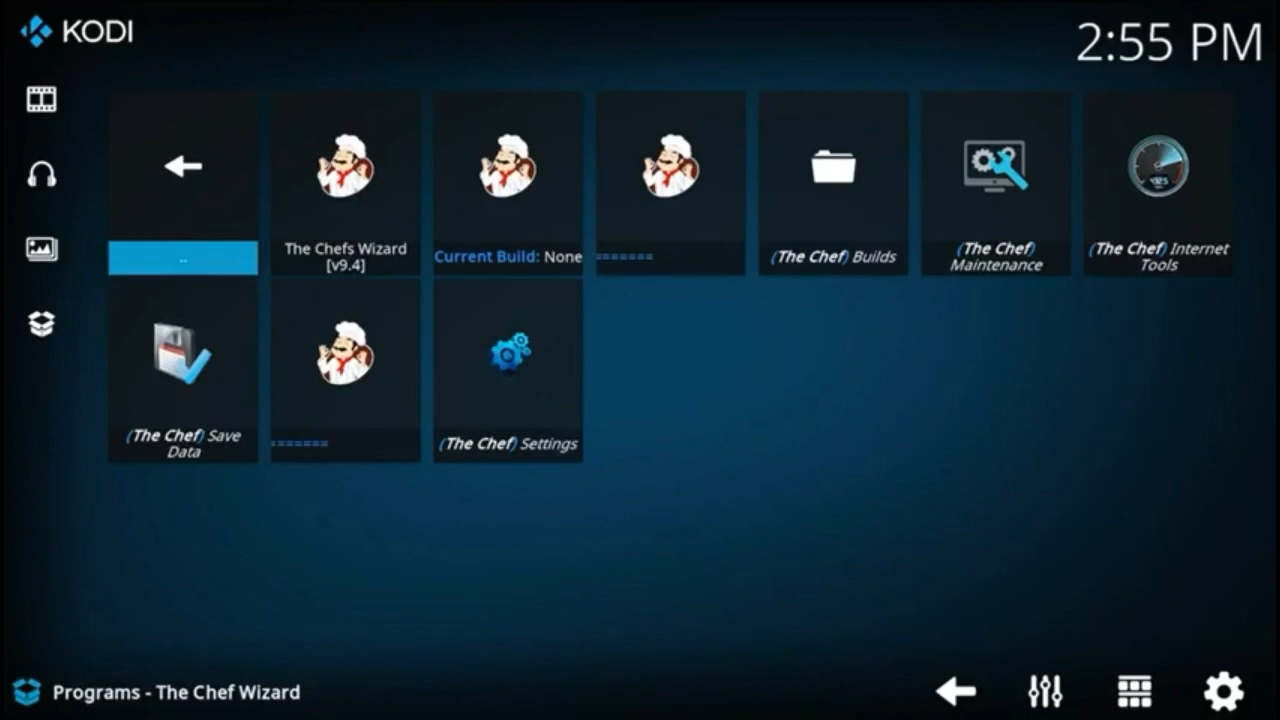 KODI
2:55 PM
..
The Chefs Wizard
[v9.4]
Current Build: None
=======
(The Chef) Builds
(The Chef)
Maintenance
(The Chef) Internet
Tools
(The Chef) Save
Data
=======
(The Chef) Settings
Programs - The Chef Wizard